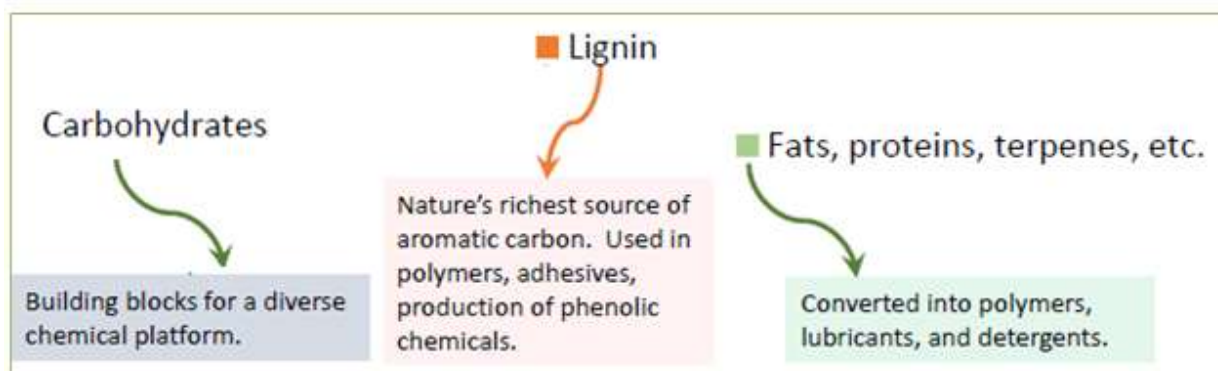 Lignin
Carbohydrates
Fats, proteins, terpenes, etc.
Nature's richest source of
aromatic carbon.  Used in
polymers, adhesives,
production of phenolic
chemicals.
Building blocks for a diverse
chemical platform.
Converted into polymers,
lubricants, and detergents.